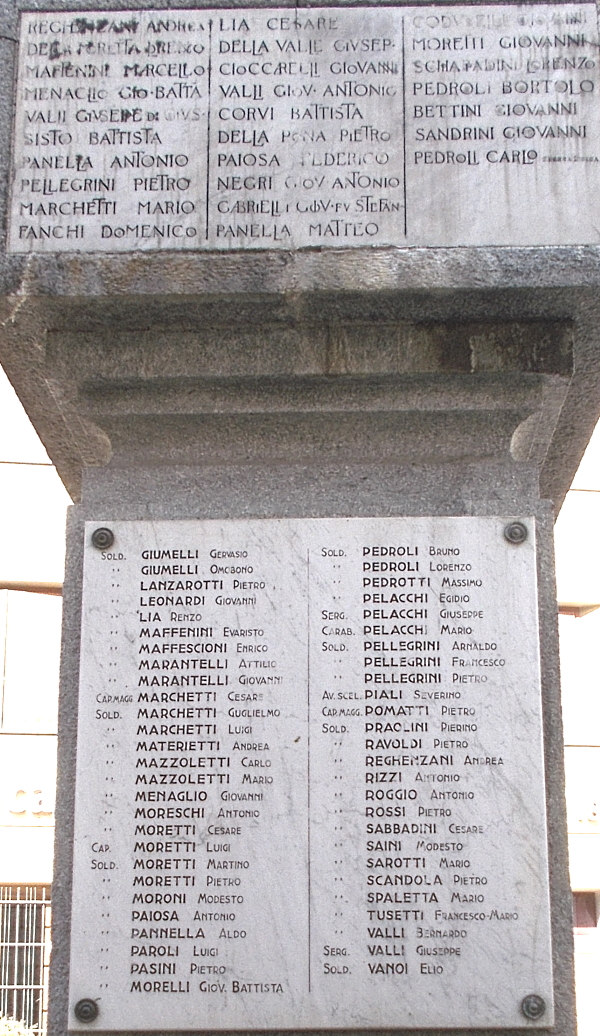 REGHENZANI ANDREA
DELLA MORETTA ORENZO
MAFFENINI MARCELLO
MENAGLIO GIO·BATTA
VALLI GIUSEPE DI GIUS·
SISTO BATTISTA
PANELLA ANTONIO
PELLEGRINI PIETRO
MARCHETTI MARIO
FANCHI DOMENICO
LIA CESARE
DELLA VALLE GIUSEP·
CIOCCARELLI GIOVANNI
VALLI GIOV·ANTONIO
CORVI BATTISTA
DELLA PONA PIETRO
PAIOSA FEDERICO
NEGRI GIOV·ANTONIO
GABRIELLI GIOV·FU STEFAN·
PANELLA MATTEO
GIOVANNI
MORETTI GIOVANNI
SCHIAPADINI LORENZO
PEDROLI BORTOLO
BETTINI GIOVANNI
SANDRINI GIOVANNI
PEDROLI CARLO
SOLD. GIUMELLI GERVASIO
" GIUMELLI OMOBONO
" LANZAROTTI PIETRO
" LEONARDI GIOVANNI
" LIA RENZO
" MAFFENINI EVARISTO
" MAFFESCIONI ENRICO
" MARANTELLI ATTILIO
" MARANTELLI GIOVANNI
CAP.MAGG. MARCHETTI CESARE
SOLD. MARCHETTI GUGLIELMO
" MARCHETTI LUIGI
" MATERIETTI ANDREA
" MAZZOLETTI CARLO
" MAZZOLETTI MARIO
" MENAGLIO GIOVANNI
" MORESCHI ANTONIO
" MORETTI CESARE
CAP. MORETTI LUIGI
SOLD. MORETTI MARTINO
" MORETTI PIETRO
" MORONI MODESTO
" PAIOSA ANTONIO
" PANNELLA ALDO
" PAROLI LUIGI
" PASINI PIETRO
" MORELLI GIOV. BATTISTA
SOLD. PEDROLI BRUNO
" PEDROLI LORENZO
" PEDROTTI MASSIMO
" PELACCHI EGIDIO
SERG. PELACCHI GIUSEPPE
CARAB. PELACCHI MARIO
SOLD. PELLEGRINI ARNALDO
" PELLEGRINI FRANCESCO
" PELLEGRINI PIETRO
AV.SCEL. PIALI SEVERINO
CAP.MAGG. POMATTI PIETRO
SOLD. PRAOLINI PIERINO
" RAVOLDI PIETRO
" REGHENZANI ANDREA
" RIZZI ANTONIO
" ROGGIO ANTONIO
" ROSSI PIETRO
" SABBADINI CESARE
" SAINI MODESTO
" SAROTTI MARIO
" SCANDOLA PIETRO
" SPALETTA MARIO
" TUSETTI FRANCESCO-MARIO
" VALLI BERNARDO
SERG. VALLI GIUSEPPE
SOLD. VANOI ELIO